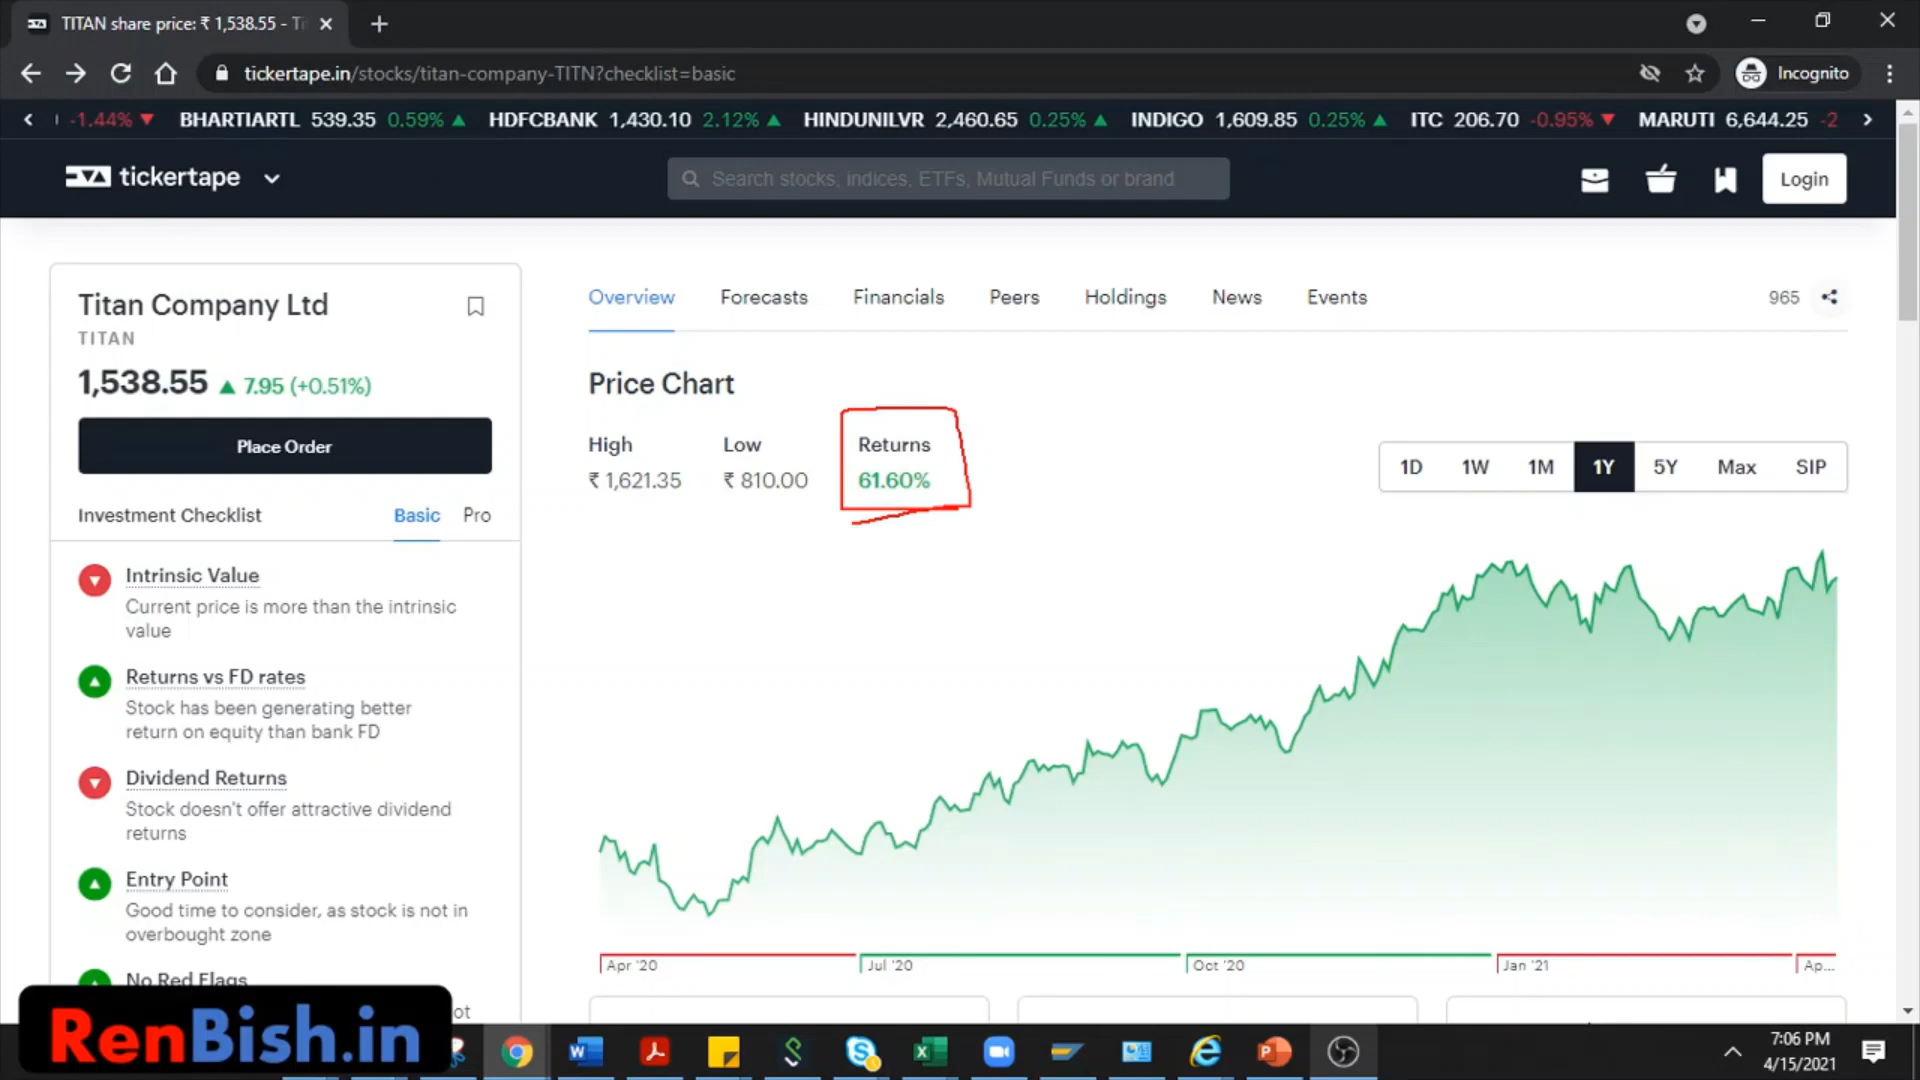 TITAN share price: ₹ 1,538.55 - Ti
tickertape.in/stocks/titan-company-TITN?checklist=basic
Incognito
-1.44% ▼ BHARTIARTL 539.35 0.59% ▲ HDFCBANK 1,430.10 2.12% ▲ HINDUNILVR 2,460.65 0.25% ▲ INDIGO 1,609.85 0.25% ▲ ITC 206.70 -0.95% ▼ MARUTI 6,644.25 -2
tickertape
Search stocks, indices, ETFs, Mutual Funds or brand
Login
Titan Company Ltd
TITAN
1,538.55 ▲ 7.95 (+0.51%)
Place Order
Investment Checklist Basic Pro
Intrinsic Value
Current price is more than the intrinsic
value
Returns vs FD rates
Stock has been generating better
return on equity than bank FD
Dividend Returns
Stock doesn't offer attractive dividend
returns
Entry Point
Good time to consider, as stock is not in
overbought zone
No Red Flags
ot
Overview Forecasts Financials Peers Holdings News Events
965
Price Chart
High Low Returns
₹ 1,621.35 ₹ 810.00 61.60%
1D 1W 1M 1Y 5Y Max SIP
Apr '20 Jul '20 Oct '20 Jan '21 Ap...
RenBish.in
7:06 PM
4/15/2021